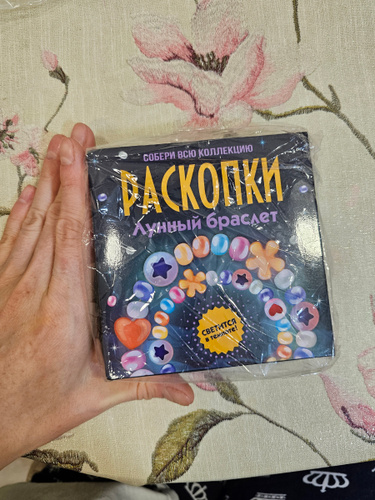 СОБЕРИ ВСЮ КОЛЛЕКЦИЮ
РАСКОПКИ
Лунный браслет
СВЕТИТСЯ
В ТЕМНОТЕ!